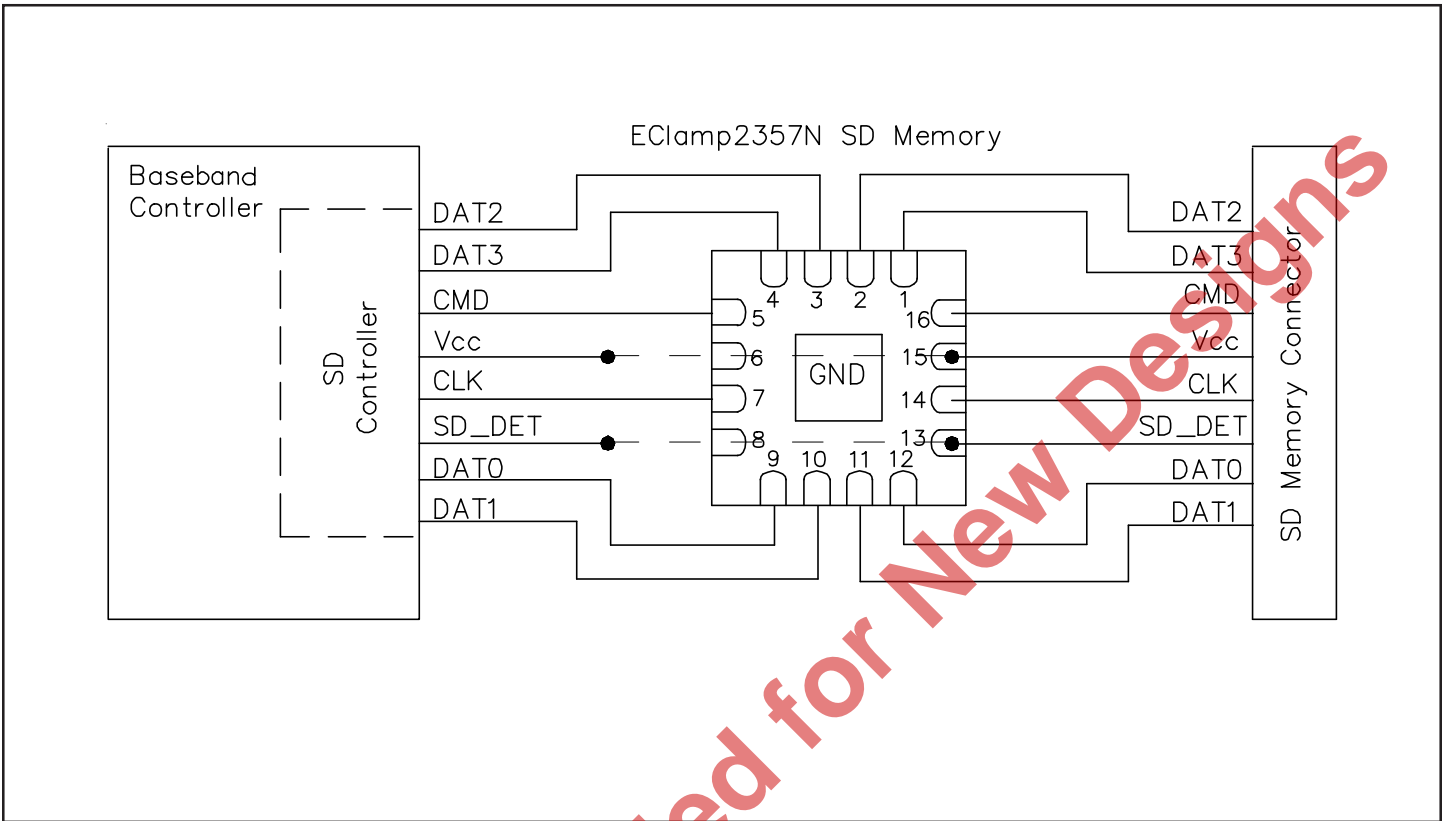 EClamp2357N SD Memory
Baseband
Controller
SD
Controller
DAT2
DAT3
CMD
Vcc
CLK
SD_DET
DAT0
DAT1
4
3
2
1
5
6
7
8
9
10
11
12
16
15
14
13
GND
DAT2
DAT3
CMD
Vcc
CLK
SD_DET
DAT0
DAT1
SD Memory Connector
for New Designs